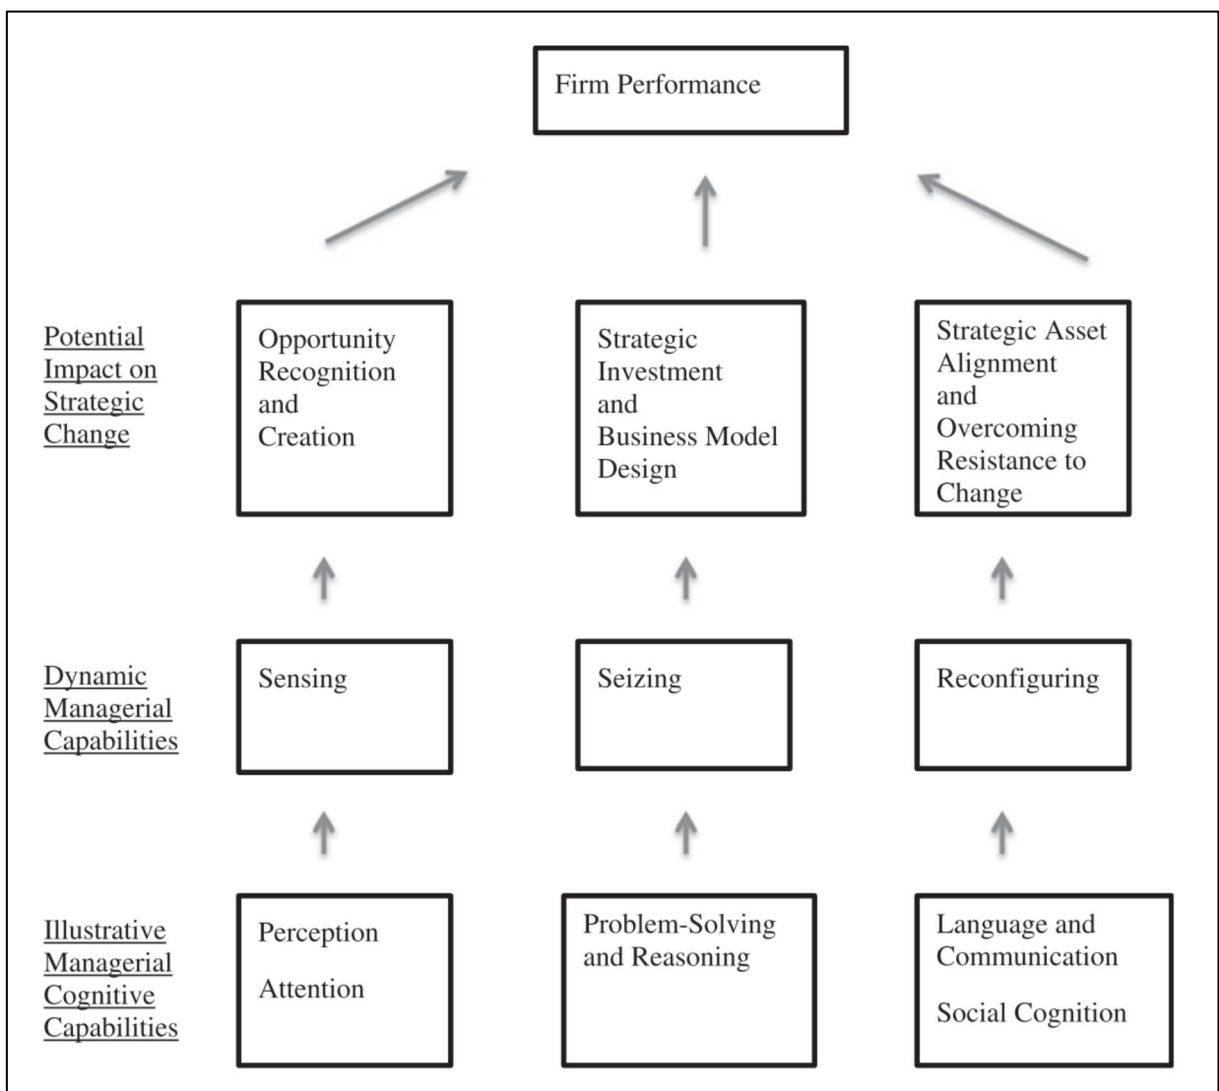 Firm Performance
Potential
Impact on
Strategic
Change
Opportunity
Recognition
and
Creation
Strategic
Investment
and
Business Model
Design
Strategic Asset
Alignment
and
Overcoming
Resistance to
Change
Dynamic
Managerial
Capabilities
Sensing
Seizing
Reconfiguring
Illustrative
Managerial
Cognitive
Capabilities
Perception
Attention
Problem-Solving
and Reasoning
Language and
Communication
Social Cognition